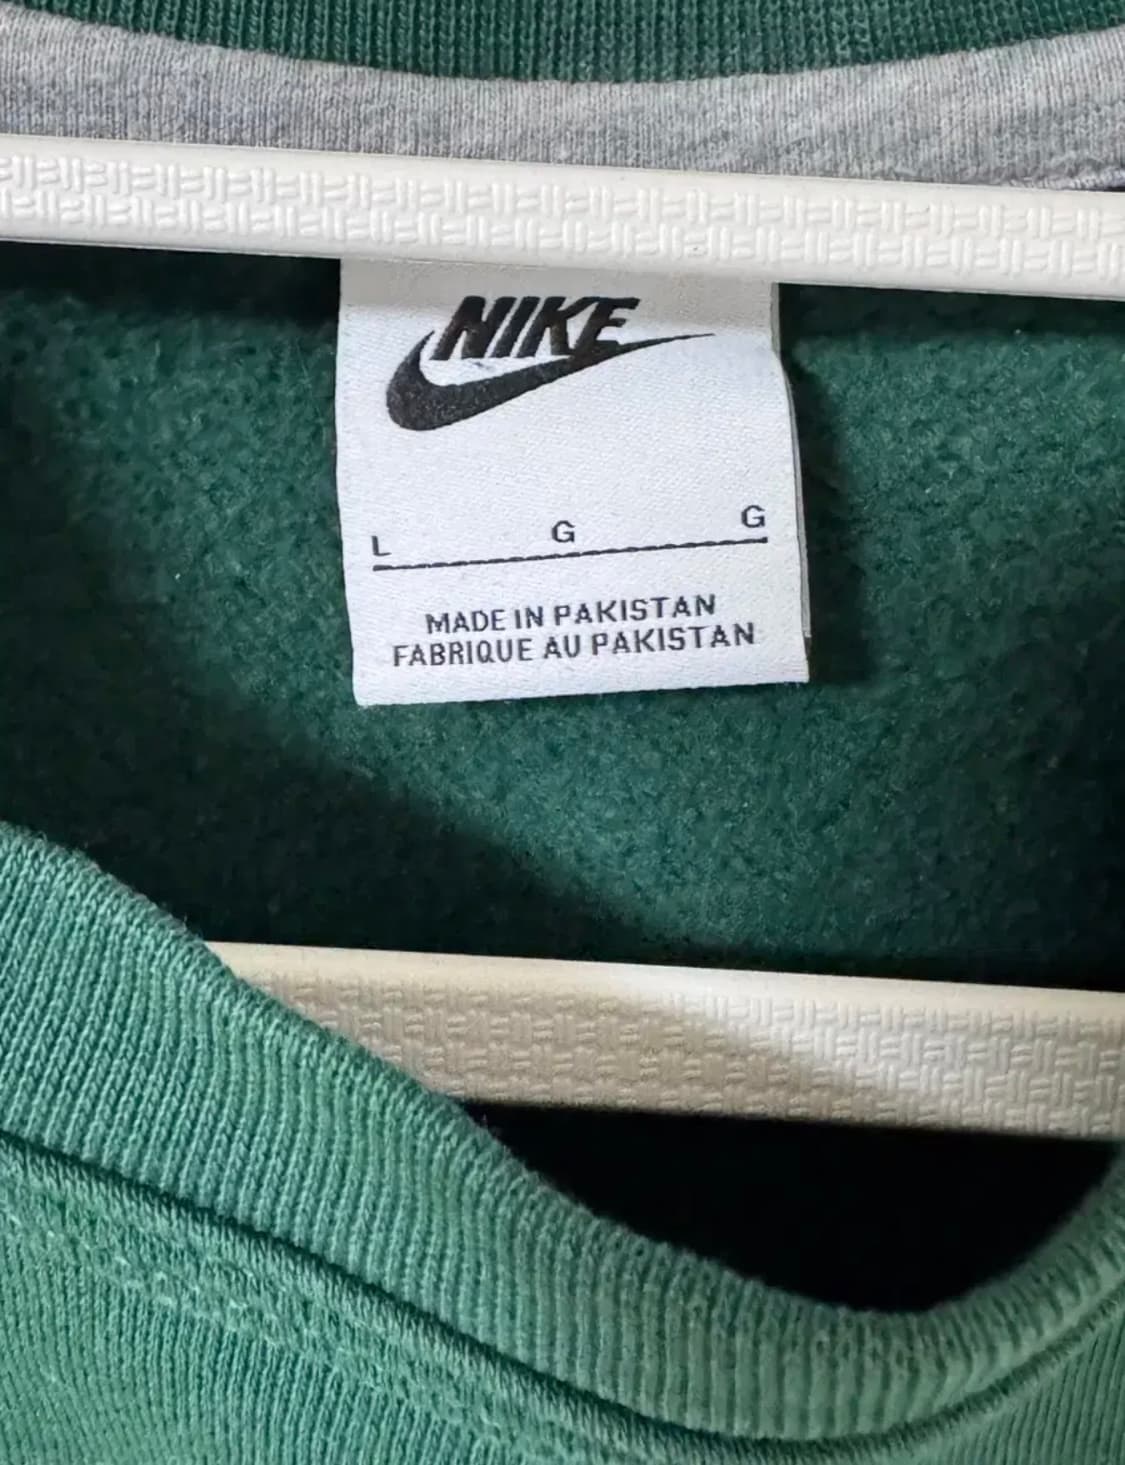 NIKE
L G G
MADE IN PAKISTAN
FABRIQUE AU PAKISTAN